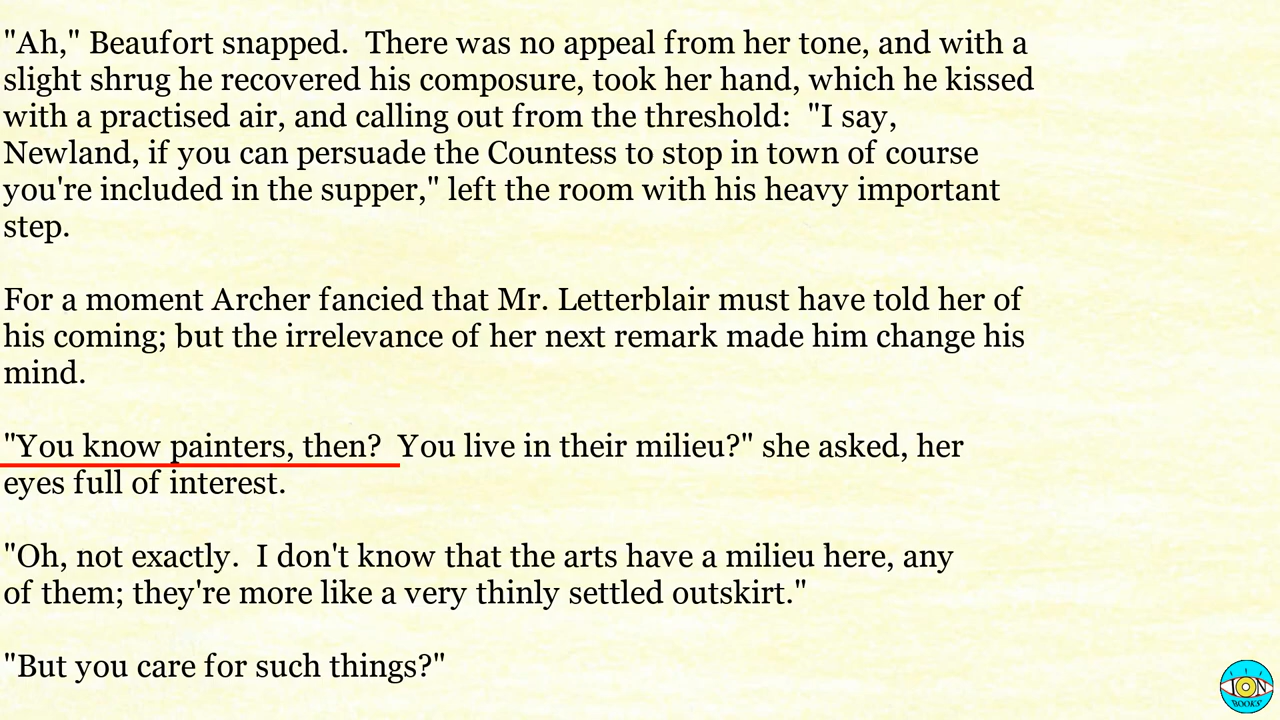 "Ah," Beaufort snapped.  There was no appeal from her tone, and with a
slight shrug he recovered his composure, took her hand, which he kissed
with a practised air, and calling out from the threshold:  "I say,
Newland, if you can persuade the Countess to stop in town of course
you're included in the supper," left the room with his heavy important
step.
For a moment Archer fancied that Mr. Letterblair must have told her of
his coming; but the irrelevance of her next remark made him change his
mind.
"You know painters, then?  You live in their milieu?" she asked, her
eyes full of interest.
"Oh, not exactly.  I don't know that the arts have a milieu here, any
of them; they're more like a very thinly settled outskirt."
"But you care for such things?"
ION
BOOKS